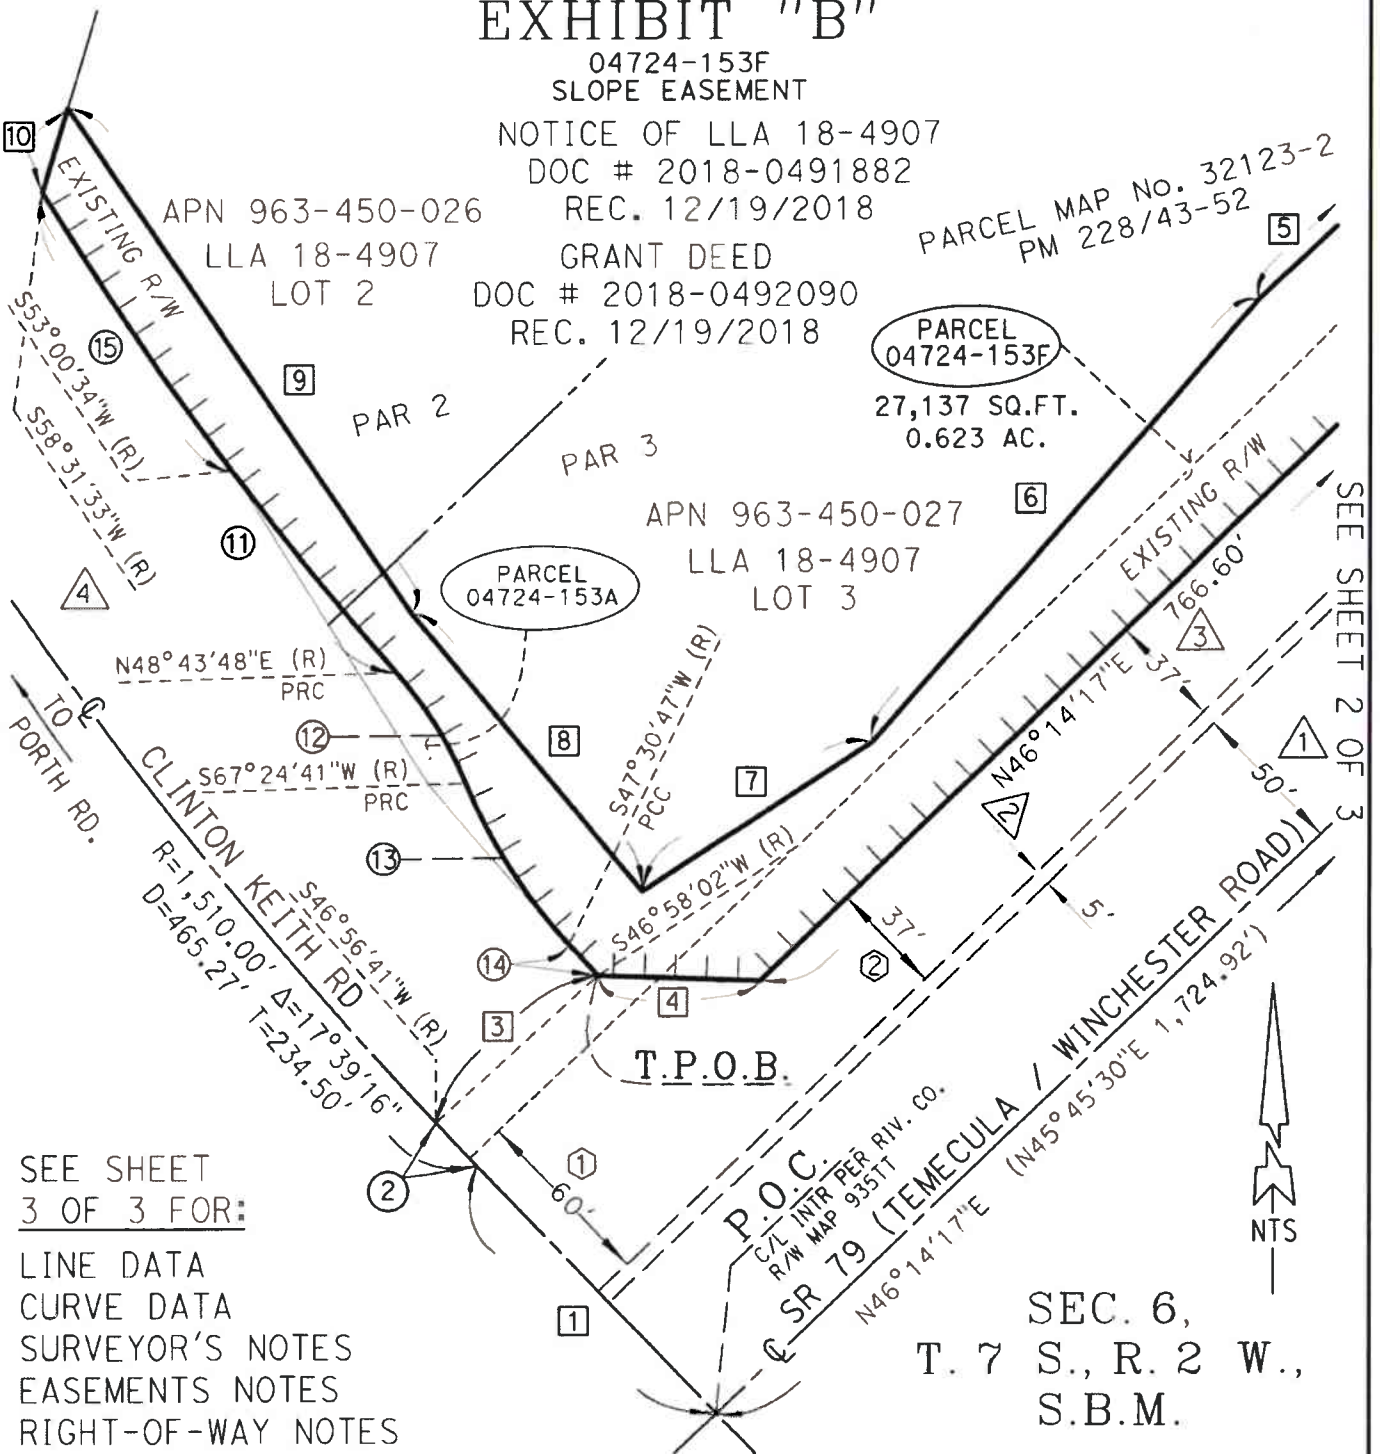 EXHIBIT "B"
04724-153F
SLOPE EASEMENT
NOTICE OF LLA 18-4907
DOC # 2018-0491882
REC. 12/19/2018
GRANT DEED
DOC # 2018-0492090
REC. 12/19/2018
PARCEL MAP No. 32123-2
PM 228/43-52
10
EXISTING R/W
APN 963-450-026
LLA 18-4907
LOT 2
5
PARCEL
04724-153F
27,137 SQ.FT.
0.623 AC.
S53°00'34"W (R)
S58°31'33"W (R)
15
9
PAR 2
PAR 3
6
EXISTING R/W
APN 963-450-027
LLA 18-4907
LOT 3
11
4
PARCEL
04724-153A
SEE SHEET 2 OF 3
N46°14'17"E 766.60'
3
37'
N48°43'48"E (R)
PRC
S47°30'47"W (R)
PCC
TO
PORTH RD.
CL
CLINTON KEITH RD
R=1,510.00' Δ=17°39'16"
D=465.27' T=234.50'
12
8
7
S67°24'41"W (R)
PRC
1
50'
2
13
S46°58'02"W (R)
S46°56'41"W (R)
5'
37'
2
14
3
4
T.P.O.B.
1
60'
2
P.O.C.
C/L INTR PER RIV. CO.
R/W MAP 935TT
CL SR 79 (TEMECULA / WINCHESTER ROAD)
N46°14'17"E (N45°45'30"E 1,724.92')
1
NTS
SEE SHEET
3 OF 3 FOR:
LINE DATA
CURVE DATA
SURVEYOR'S NOTES
EASEMENTS NOTES
RIGHT-OF-WAY NOTES
SEC. 6,
T. 7 S., R. 2 W.,
S.B.M.